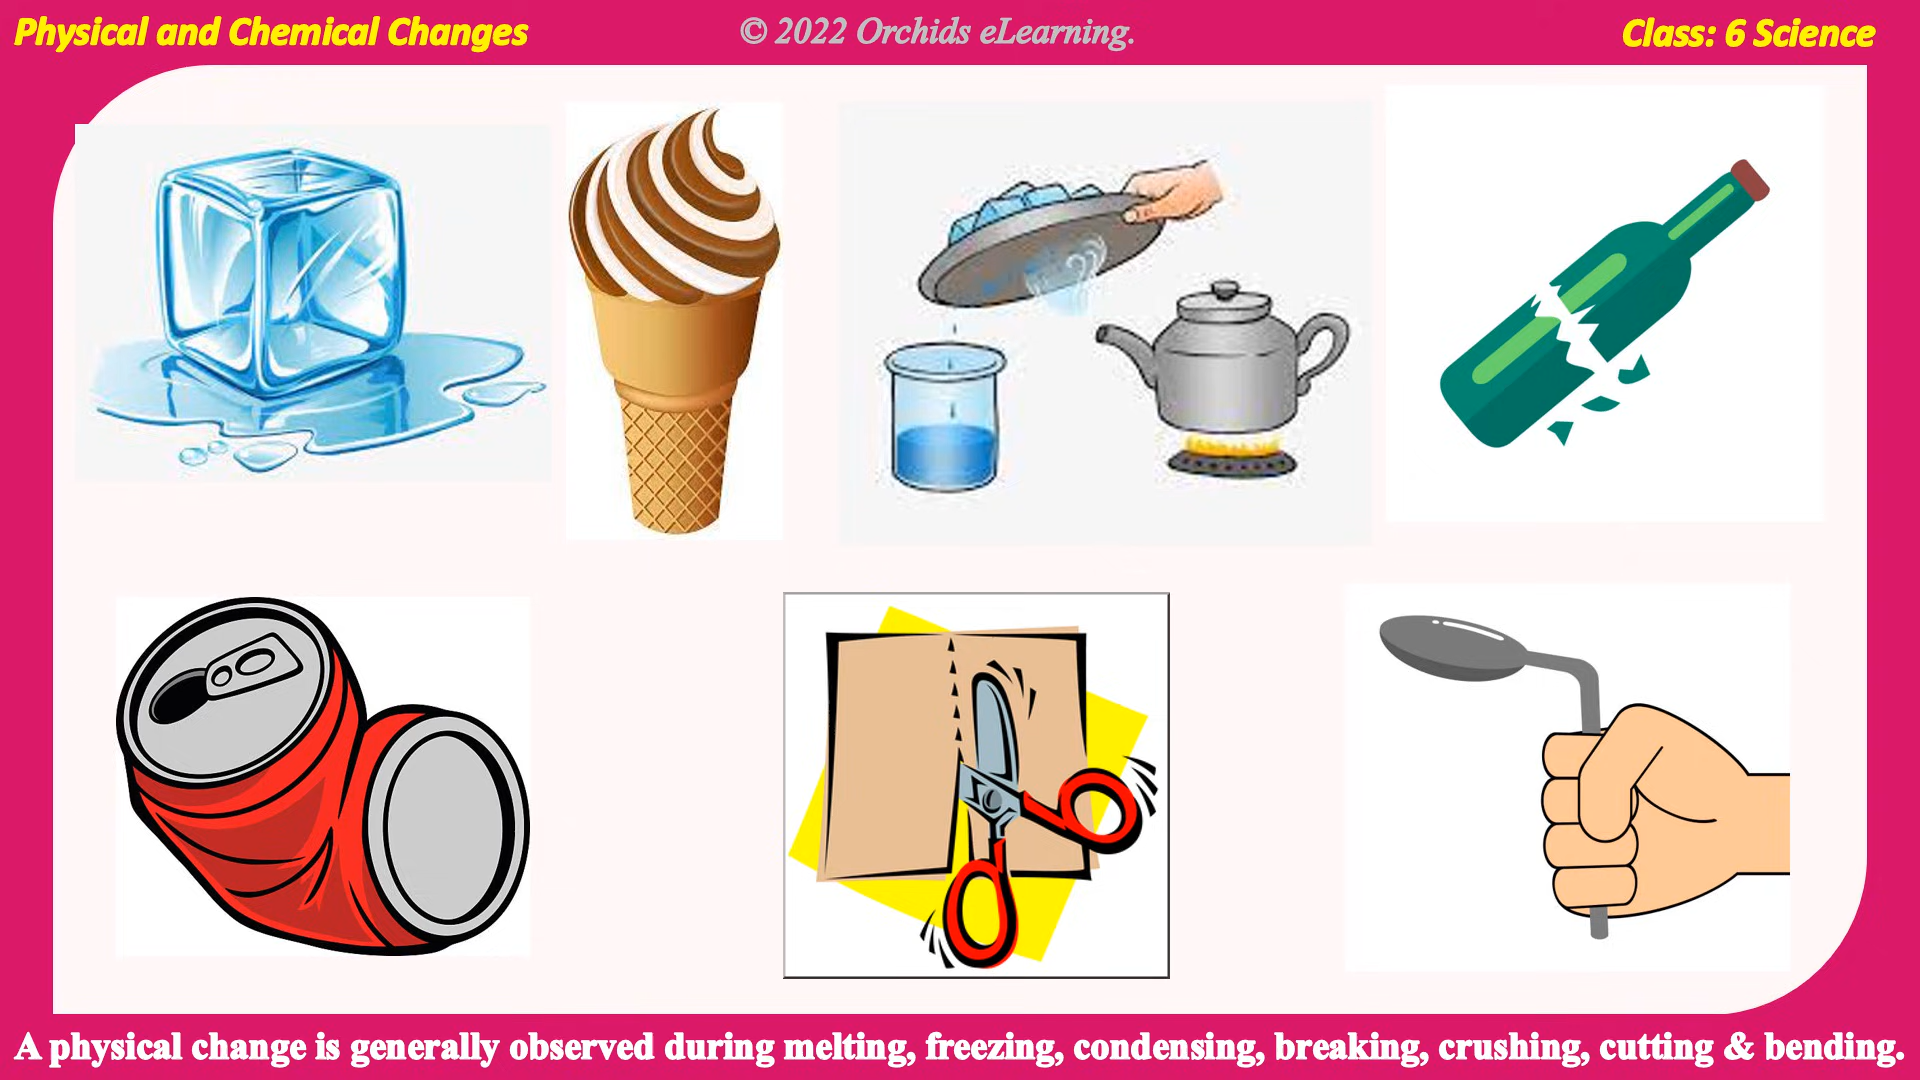 Physical and Chemical Changes
© 2022 Orchids eLearning.
Class: 6 Science
A physical change is generally observed during melting, freezing, condensing, breaking, crushing, cutting & bending.